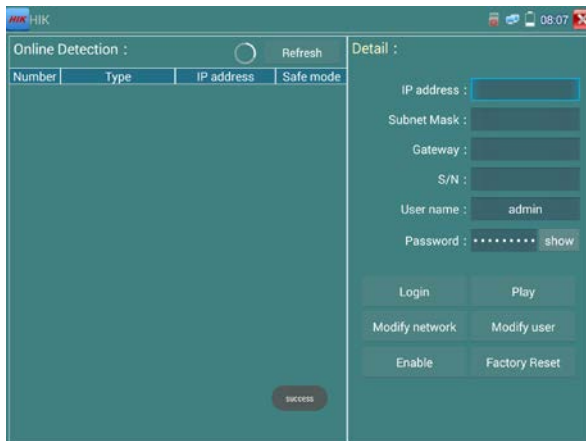 HIK HIK 08:07
Online Detection : Refresh
Number Type IP address Safe mode
success
Detail :
IP address :
Subnet Mask :
Gateway :
S/N :
User name : admin
Password : ••••••••• show
Login Play
Modify network Modify user
Enable Factory Reset